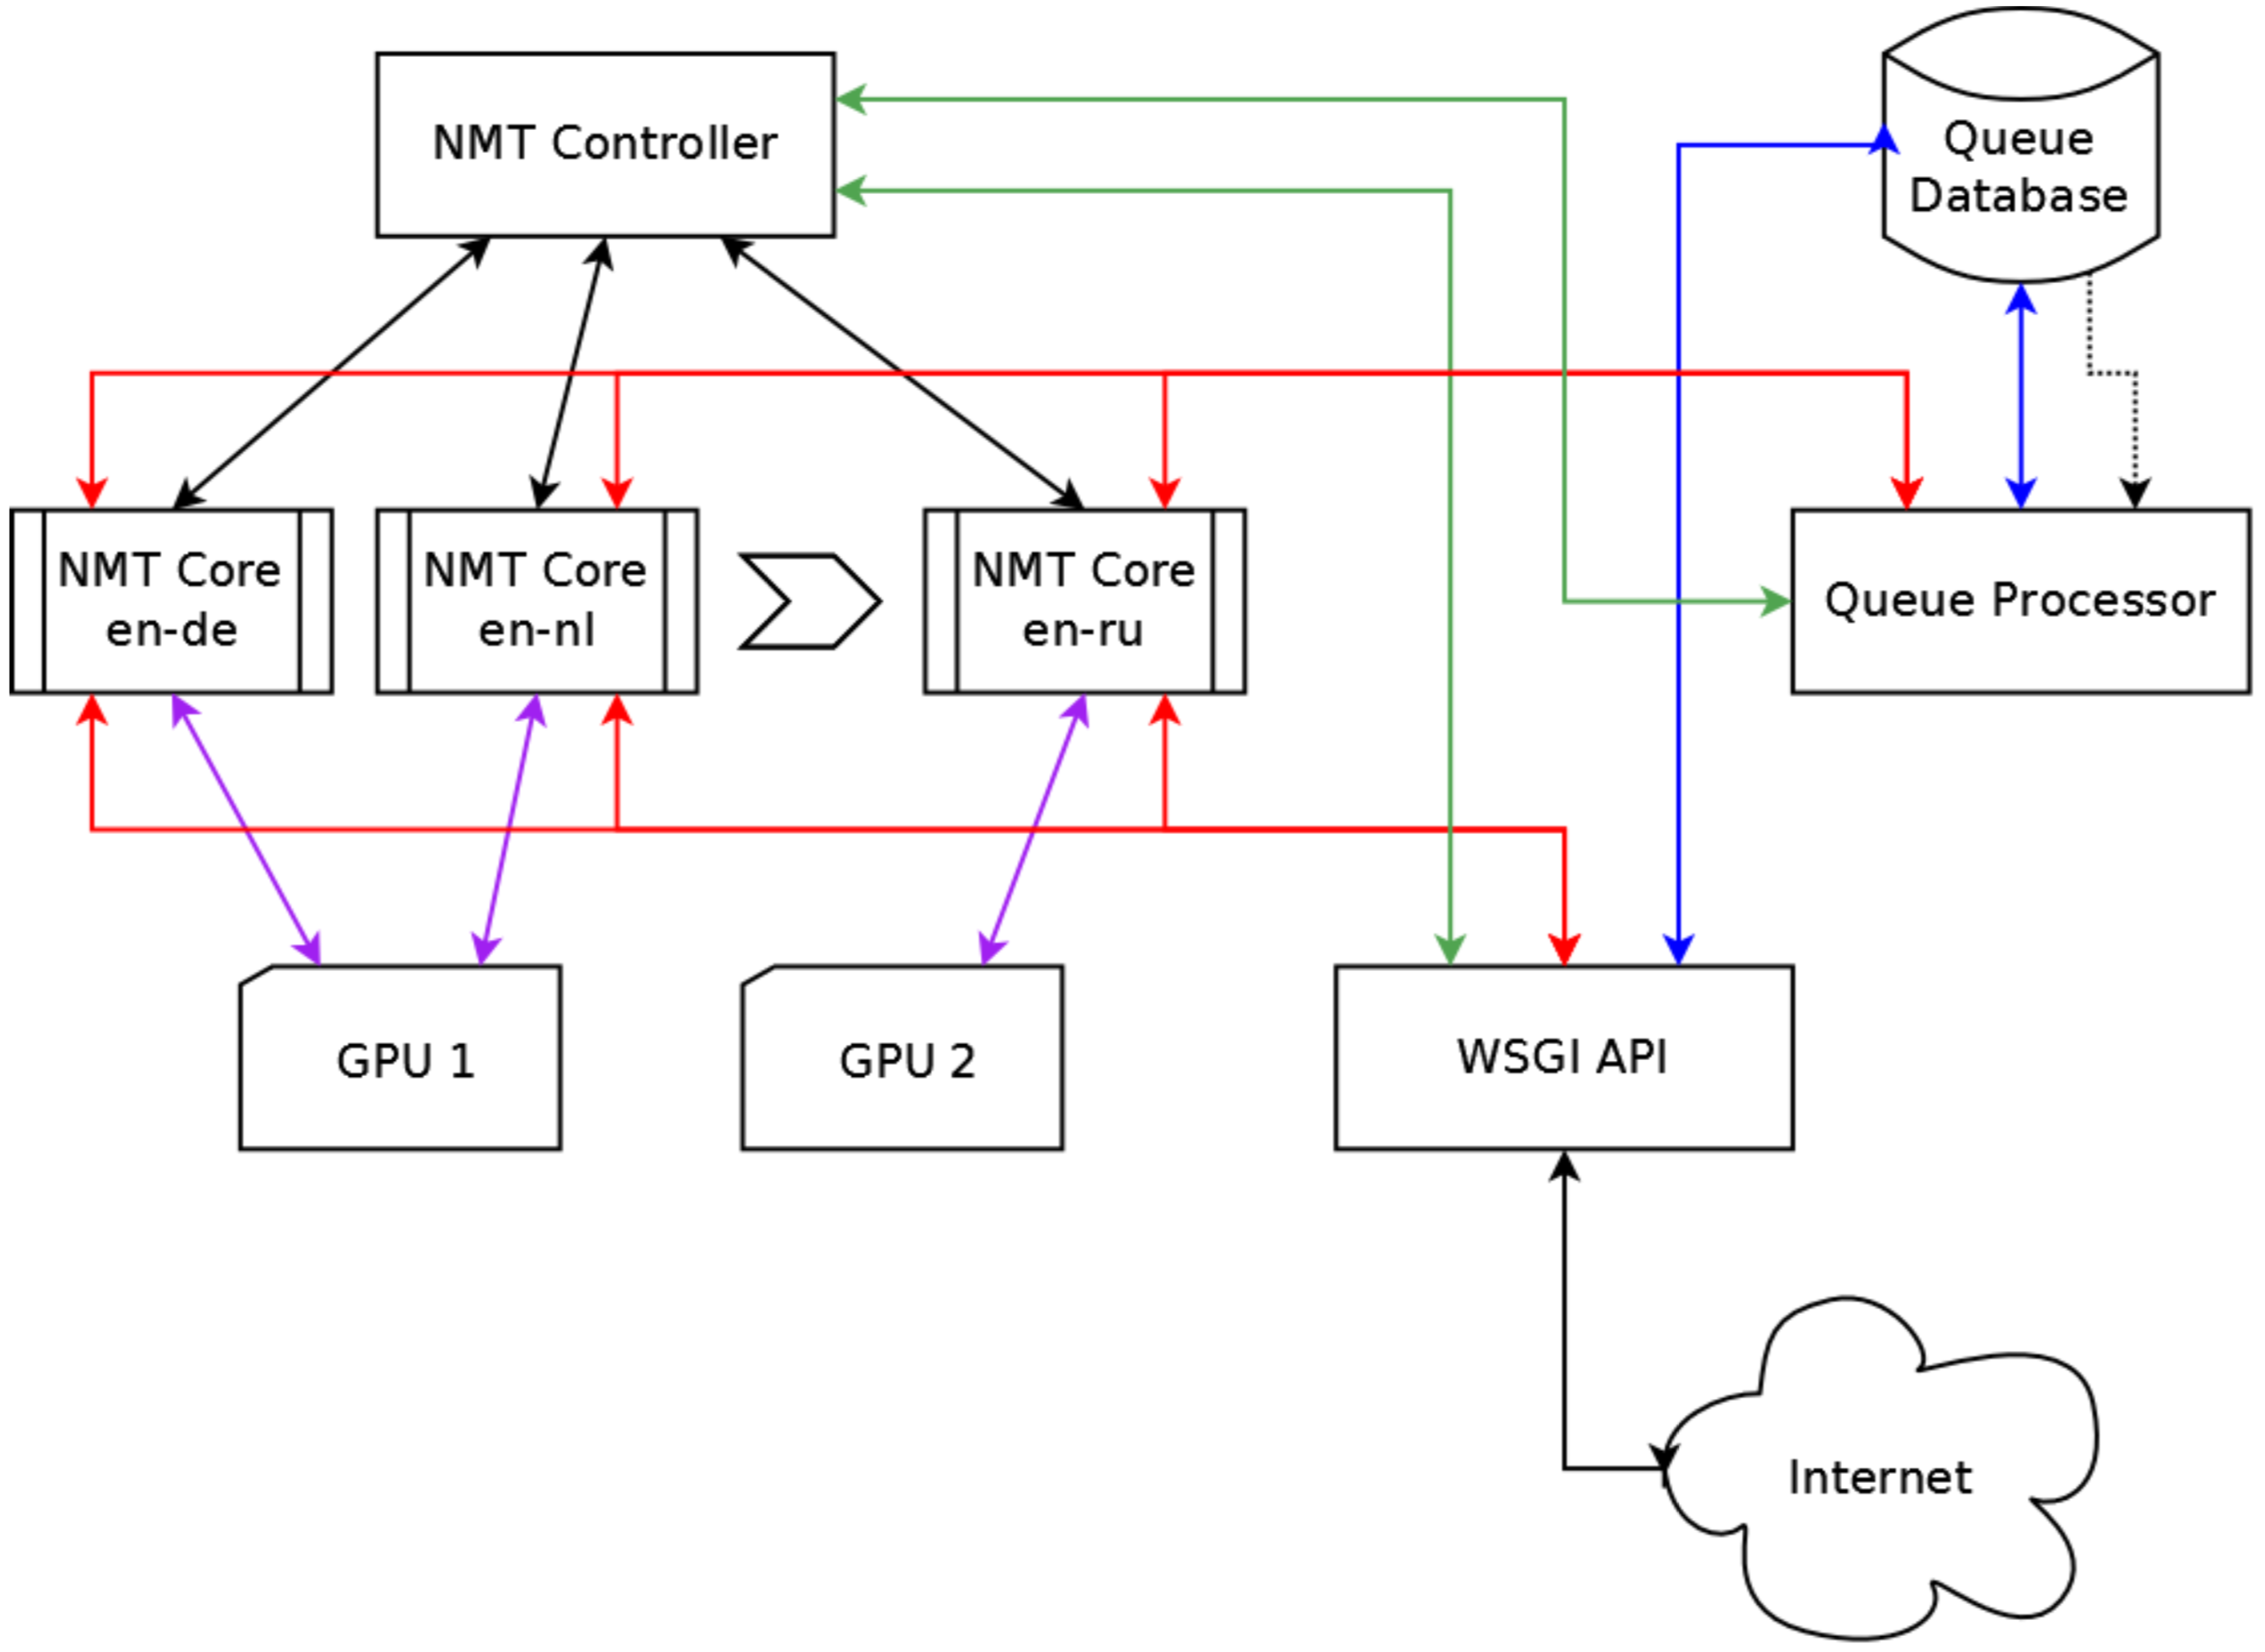 NMT Controller
Queue
Database
NMT Core
en-de
NMT Core
en-nl
NMT Core
en-ru
Queue Processor
GPU 1
GPU 2
WSGI API
Internet